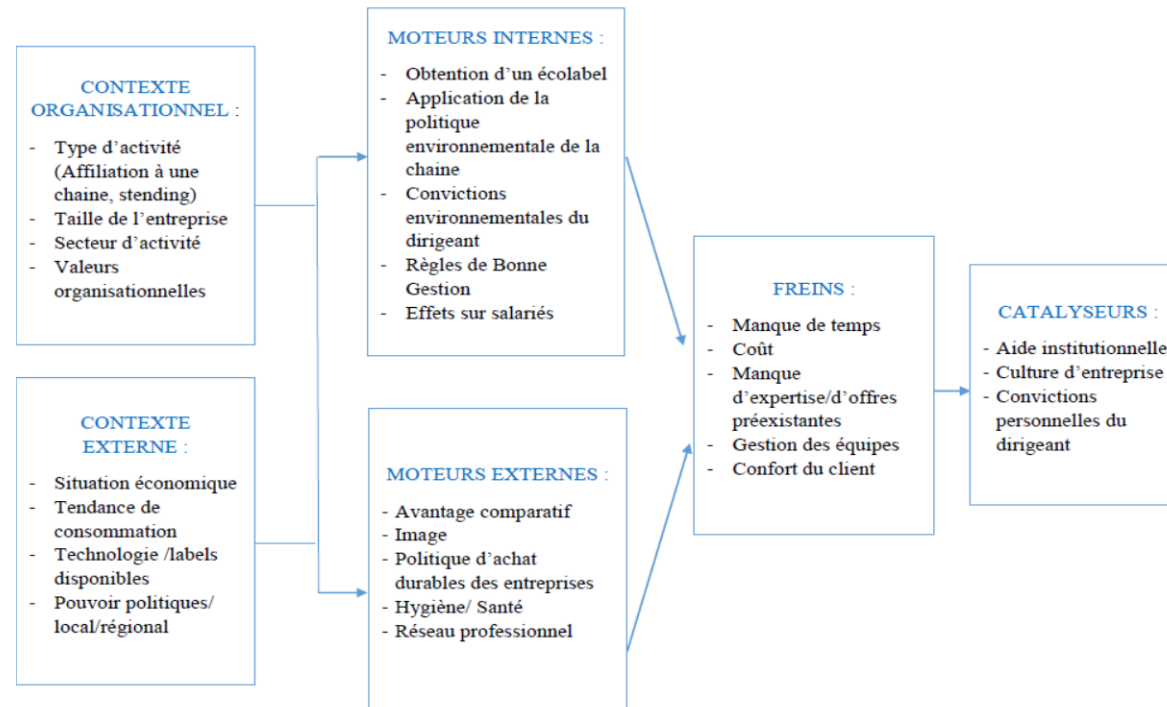 CONTEXTE
ORGANISATIONNEL :
- Type d’activité
(Affiliation à une
chaine, stending)
- Taille de l’entreprise
- Secteur d’activité
- Valeurs
organisationnelles
CONTEXTE
EXTERNE :
- Situation économique
- Tendance de
consommation
- Technologie /labels
disponibles
- Pouvoir politiques/
local/régional
MOTEURS INTERNES :
- Obtention d’un écolabel
- Application de la
politique
environnementale de la
chaine
- Convictions
environnementales du
dirigeant
- Règles de Bonne
Gestion
- Effets sur salariés
MOTEURS EXTERNES :
- Avantage comparatif
- Image
- Politique d’achat
durables des entreprises
- Hygiène/ Santé
- Réseau professionnel
FREINS :
- Manque de temps
- Coût
- Manque
d’expertise/d’offres
préexistantes
- Gestion des équipes
- Confort du client
CATALYSEURS :
- Aide institutionnelle
- Culture d’entreprise
- Convictions
personnelles du
dirigeant